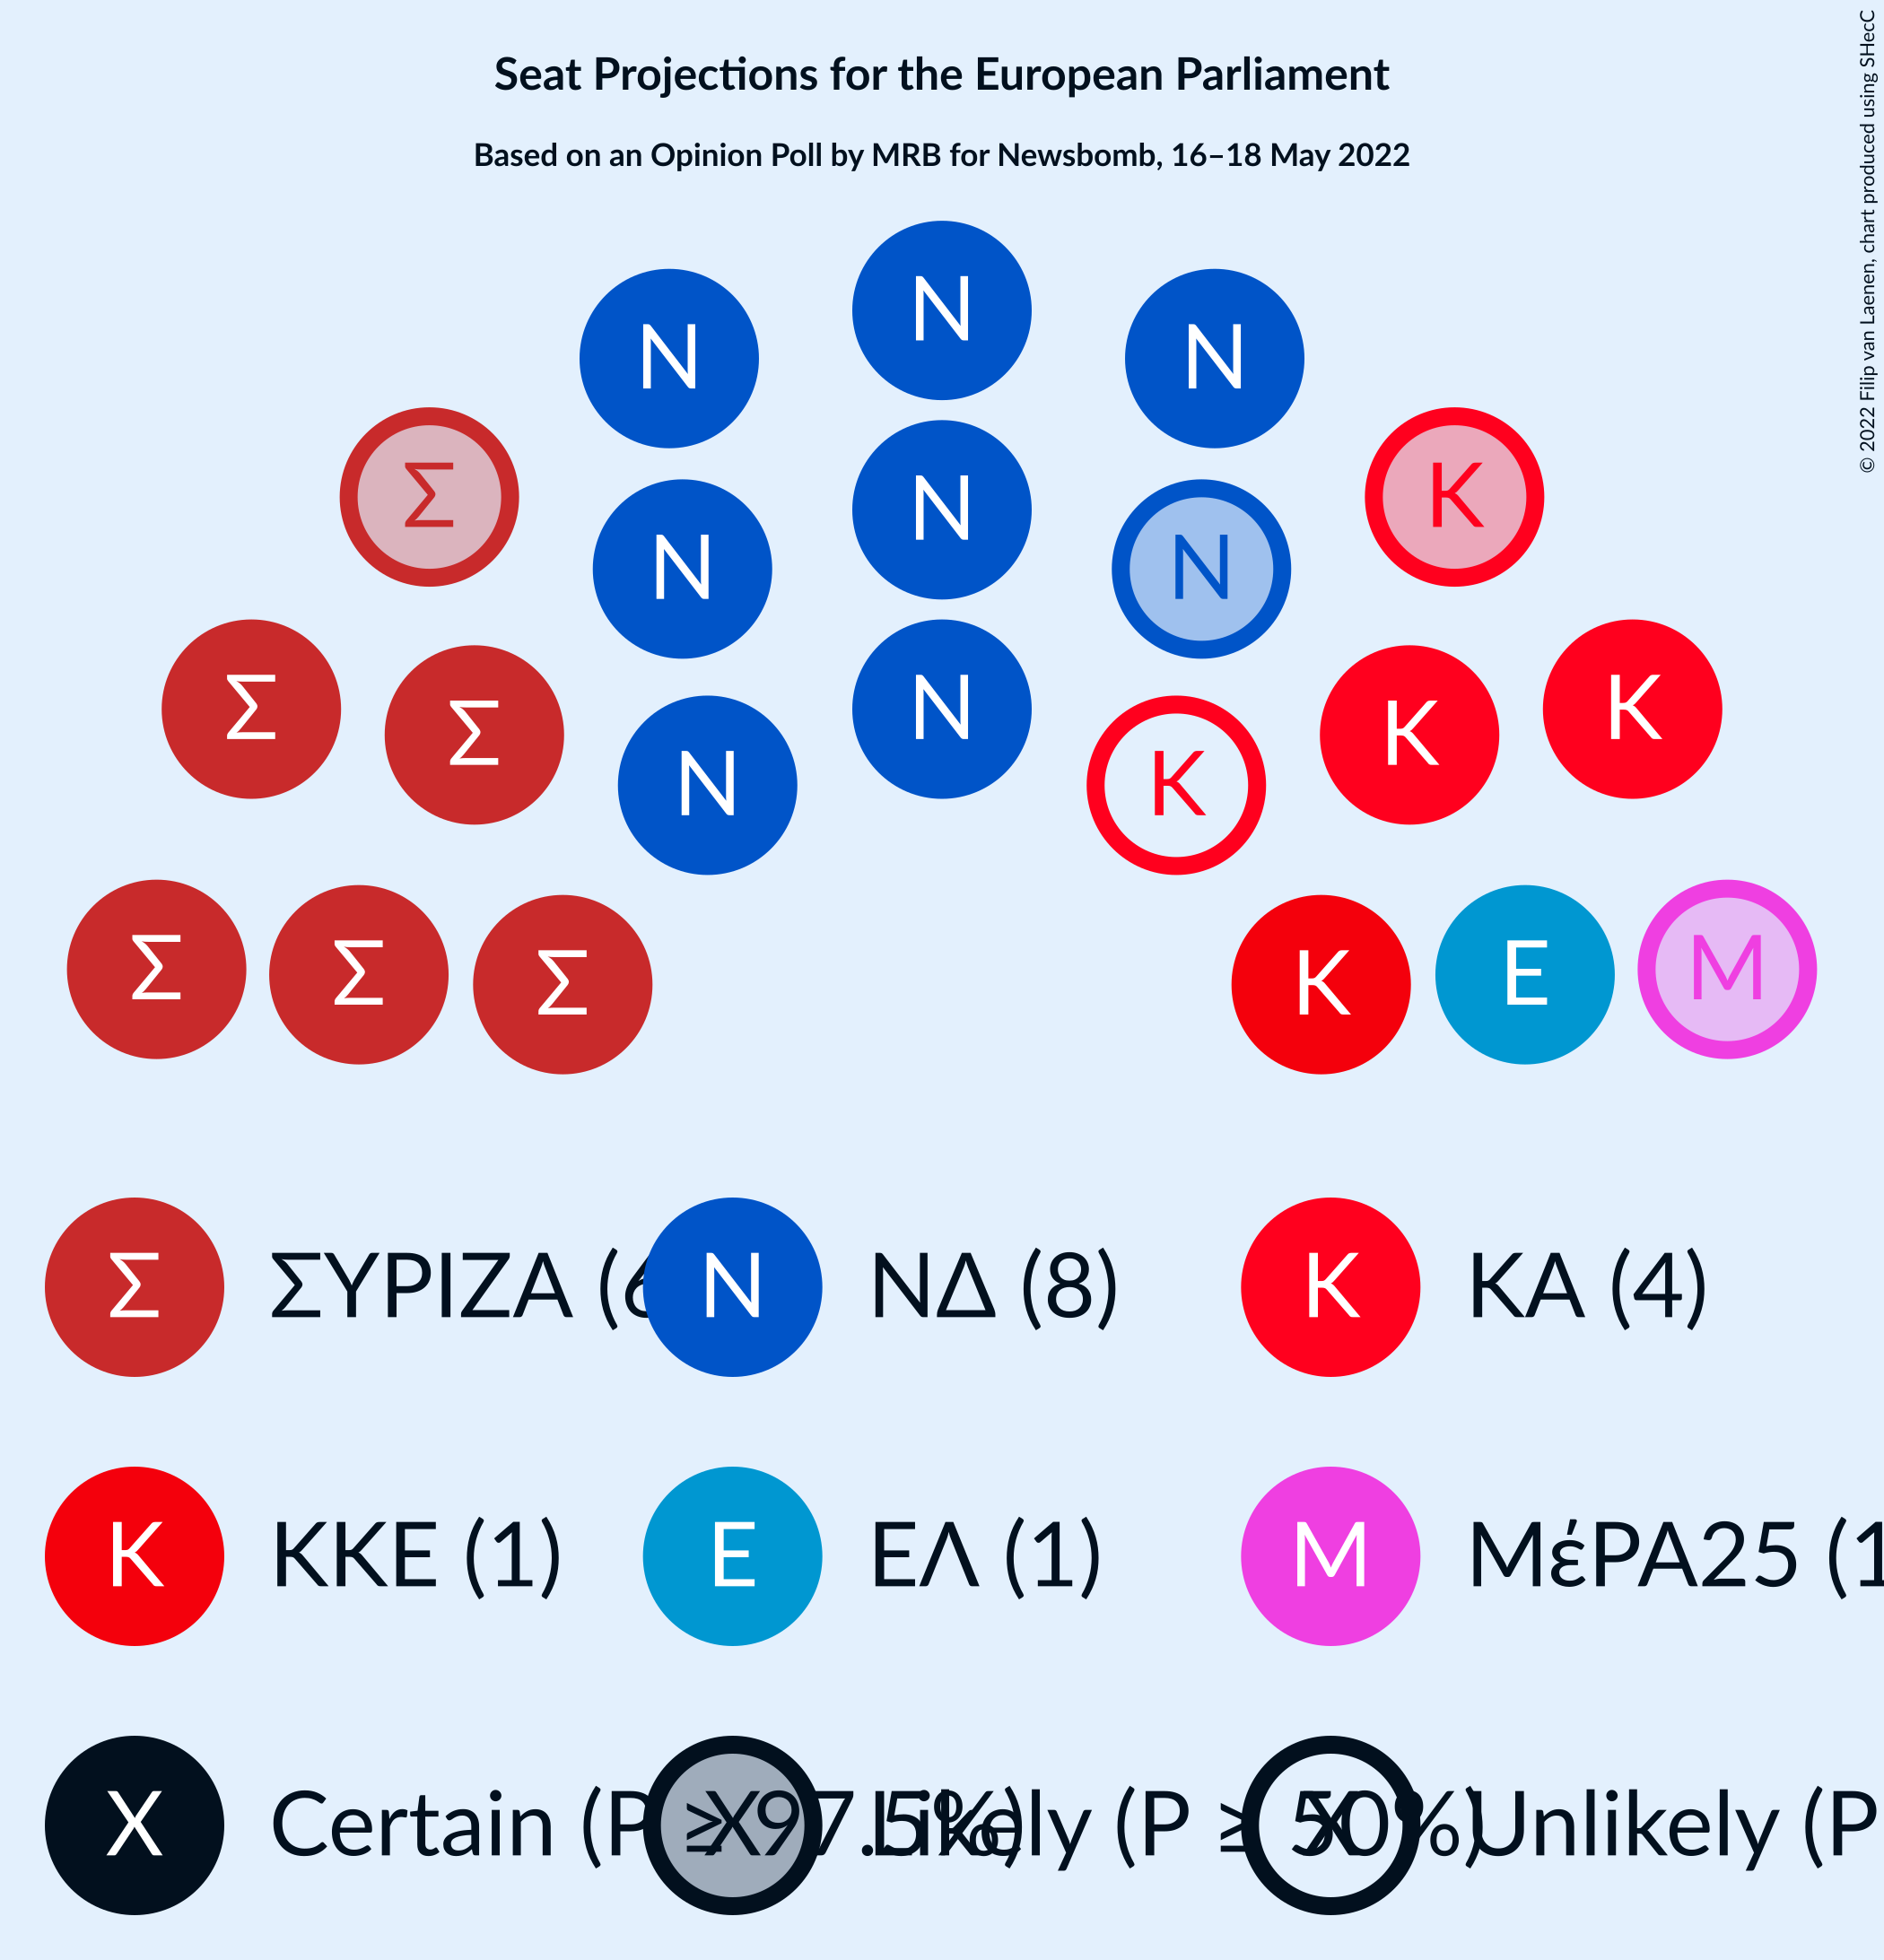 Seat Projections for the European Parliament
Based on an Opinion Poll by MRB for Newsbomb, 16–18 May 2022
© 2022 Filip van Laenen, chart produced using SHecC
N
N N
Σ K
N
N N
Σ K
N
Σ K
N K
Σ K M
Σ E
Σ K
Σ ΣΥΡΙΖΑ (6 N ΝΔ (8) K ΚΑ (4)
K ΚΚΕ (1) E ΕΛ (1) M ΜέΡΑ25 (1
X Certain (P ≥ 97.5%) X Likely (P ≥ 50%) X Unlikely (P